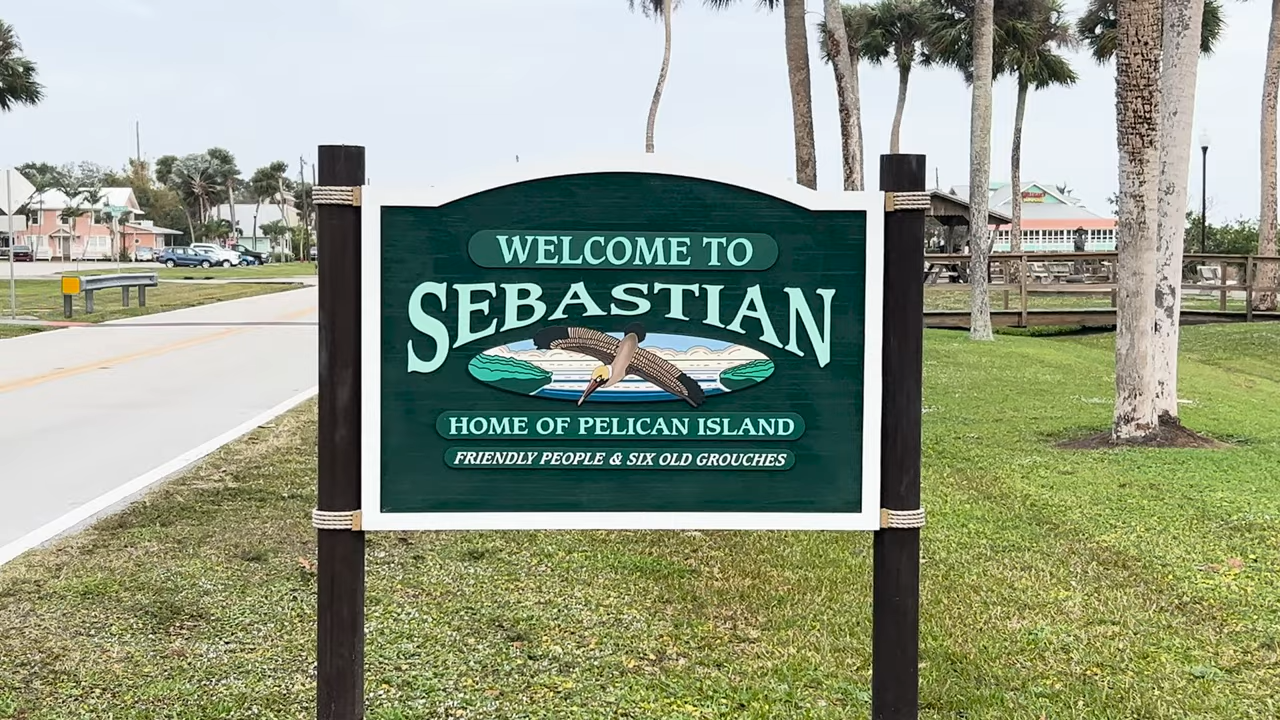 WELCOME TO
SEBASTIAN
HOME OF PELICAN ISLAND
FRIENDLY PEOPLE & SIX OLD GROUCHES